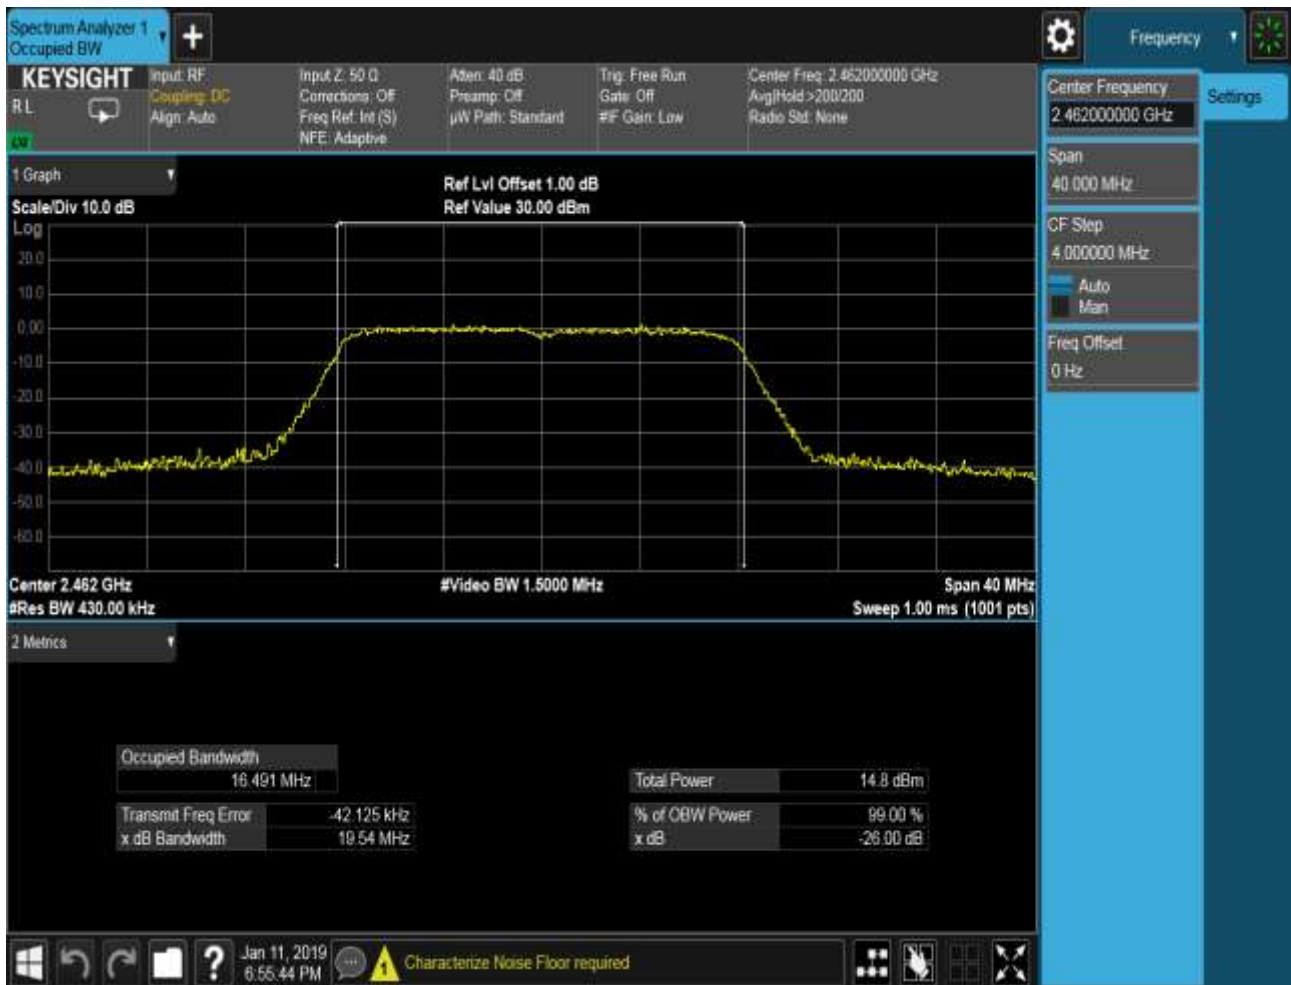 Spectrum Analyzer 1
Occupied BW
Frequency
KEYSIGHT
R L
Input: RF
Coupling: DC
Align: Auto
Input Z: 50 Ω
Corrections: Off
Freq Ref: Int (S)
NFE: Adaptive
Atten: 40 dB
Preamp: Off
µW Path: Standard
Trig: Free Run
Gate: Off
#IF Gain: Low
Center Freq: 2.462000000 GHz
Avg|Hold >200/200
Radio Std: None
Center Frequency
2.462000000 GHz
Settings
Span
40.000 MHz
CF Step
4.000000 MHz
Auto
Man
Freq Offset
0 Hz
1 Graph
Scale/Div 10.0 dB
Ref Lvl Offset 1.00 dB
Ref Value 30.00 dBm
Log
20.0
10.0
0.00
-10.0
-20.0
-30.0
-40.0
-50.0
-60.0
Center 2.462 GHz
#Video BW 1.5000 MHz
Span 40 MHz
#Res BW 430.00 kHz
Sweep 1.00 ms (1001 pts)
2 Metrics
Occupied Bandwidth
16.491 MHz
Total Power 14.8 dBm
Transmit Freq Error -42.125 kHz
% of OBW Power 99.00 %
x dB Bandwidth 19.54 MHz
x dB -26.00 dB
?
Jan 11, 2019
6:55:44 PM
1
Characterize Noise Floor required